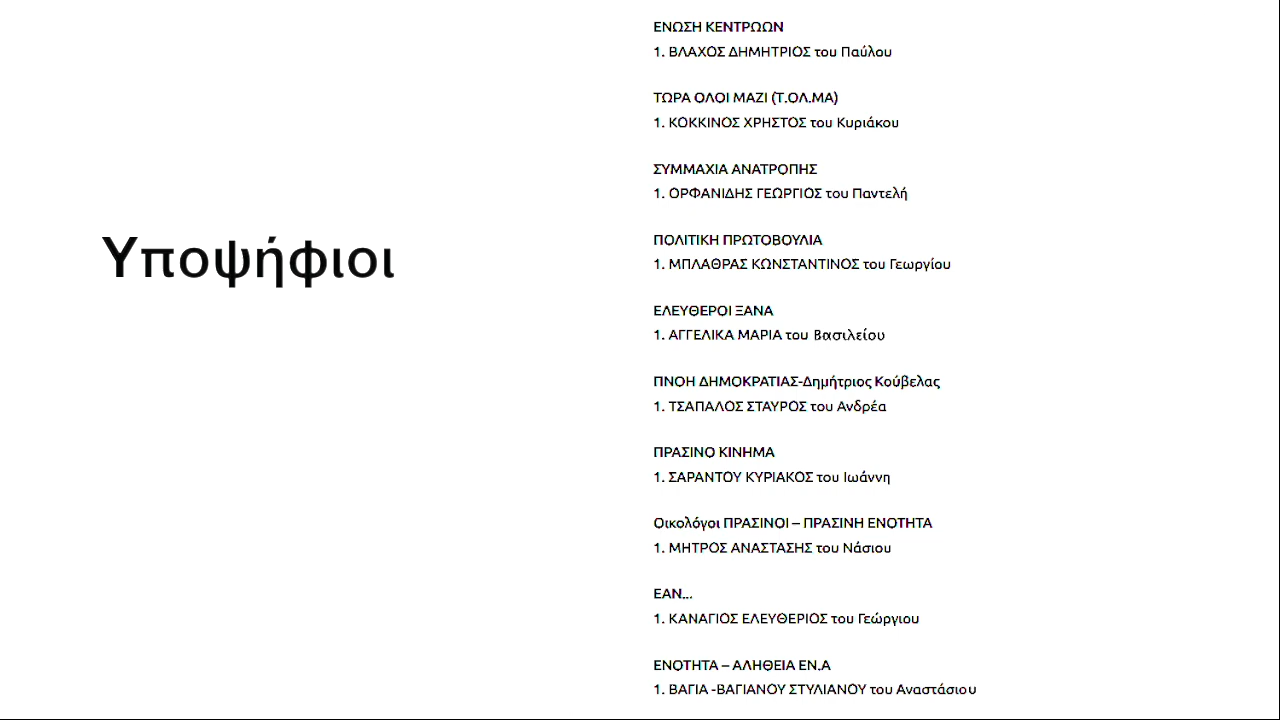 Υποψήφιοι
ΕΝΩΣΗ ΚΕΝΤΡΩΩΝ
1. ΒΛΑΧΟΣ ΔΗΜΗΤΡΙΟΣ του Παύλου
ΤΩΡΑ ΟΛΟΙ ΜΑΖΙ (Τ.ΟΛ.ΜΑ)
1. ΚΟΚΚΙΝΟΣ ΧΡΗΣΤΟΣ του Κυριάκου
ΣΥΜΜΑΧΙΑ ΑΝΑΤΡΟΠΗΣ
1. ΟΡΦΑΝΙΔΗΣ ΓΕΩΡΓΙΟΣ του Παντελή
ΠΟΛΙΤΙΚΗ ΠΡΩΤΟΒΟΥΛΙΑ
1. ΜΠΛΑΘΡΑΣ ΚΩΝΣΤΑΝΤΙΝΟΣ του Γεωργίου
ΕΛΕΥΘΕΡΟΙ ΞΑΝΑ
1. ΑΓΓΕΛΙΚΑ ΜΑΡΙΑ του Βασιλείου
ΠΝΟΗ ΔΗΜΟΚΡΑΤΙΑΣ-Δημήτριος Κούβελας
1. ΤΣΑΠΑΛΟΣ ΣΤΑΥΡΟΣ του Ανδρέα
ΠΡΑΣΙΝΟ ΚΙΝΗΜΑ
1. ΣΑΡΑΝΤΟΥ ΚΥΡΙΑΚΟΣ του Ιωάννη
Οικολόγοι ΠΡΑΣΙΝΟΙ – ΠΡΑΣΙΝΗ ΕΝΟΤΗΤΑ
1. ΜΗΤΡΟΣ ΑΝΑΣΤΑΣΗΣ του Νάσιου
ΕΑΝ...
1. ΚΑΝΑΓΙΟΣ ΕΛΕΥΘΕΡΙΟΣ του Γεώργιου
ΕΝΟΤΗΤΑ – ΑΛΗΘΕΙΑ ΕΝ.Α
1. ΒΑΓΙΑ -ΒΑΓΙΑΝΟΥ ΣΤΥΛΙΑΝΟΥ του Αναστάσιου